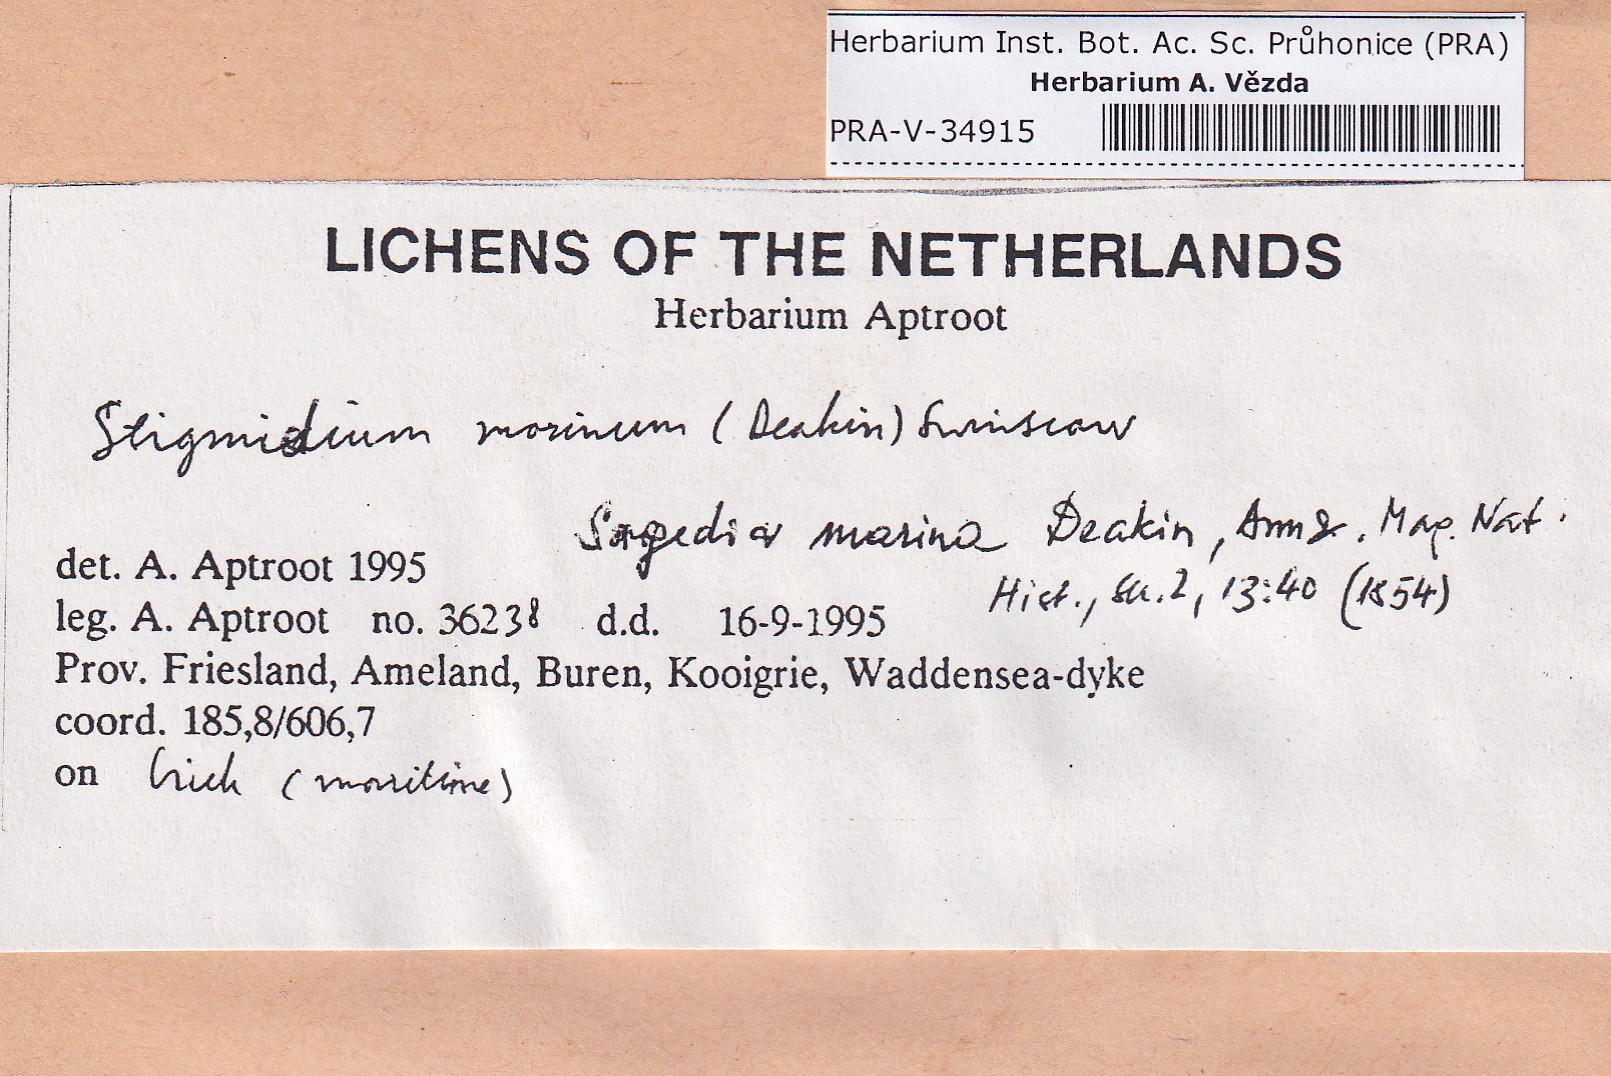 Herbarium Inst. Bot. Ac. Sc. Průhonice (PRA)
Herbarium A. Vězda
PRA-V-34915
LICHENS OF THE NETHERLANDS
Herbarium Aptroot
Stigmidium marinum (Deakin) Swinscow
Sagedia marina Deakin, Ann. Mag. Nat.
Hist., Ser. 2, 13:40 (1854)
det. A. Aptroot 1995
leg. A. Aptroot no. 36238 d.d. 16-9-1995
Prov. Friesland, Ameland, Buren, Kooigrie, Waddensea-dyke
coord. 185,8/606,7
on brick (maritime)